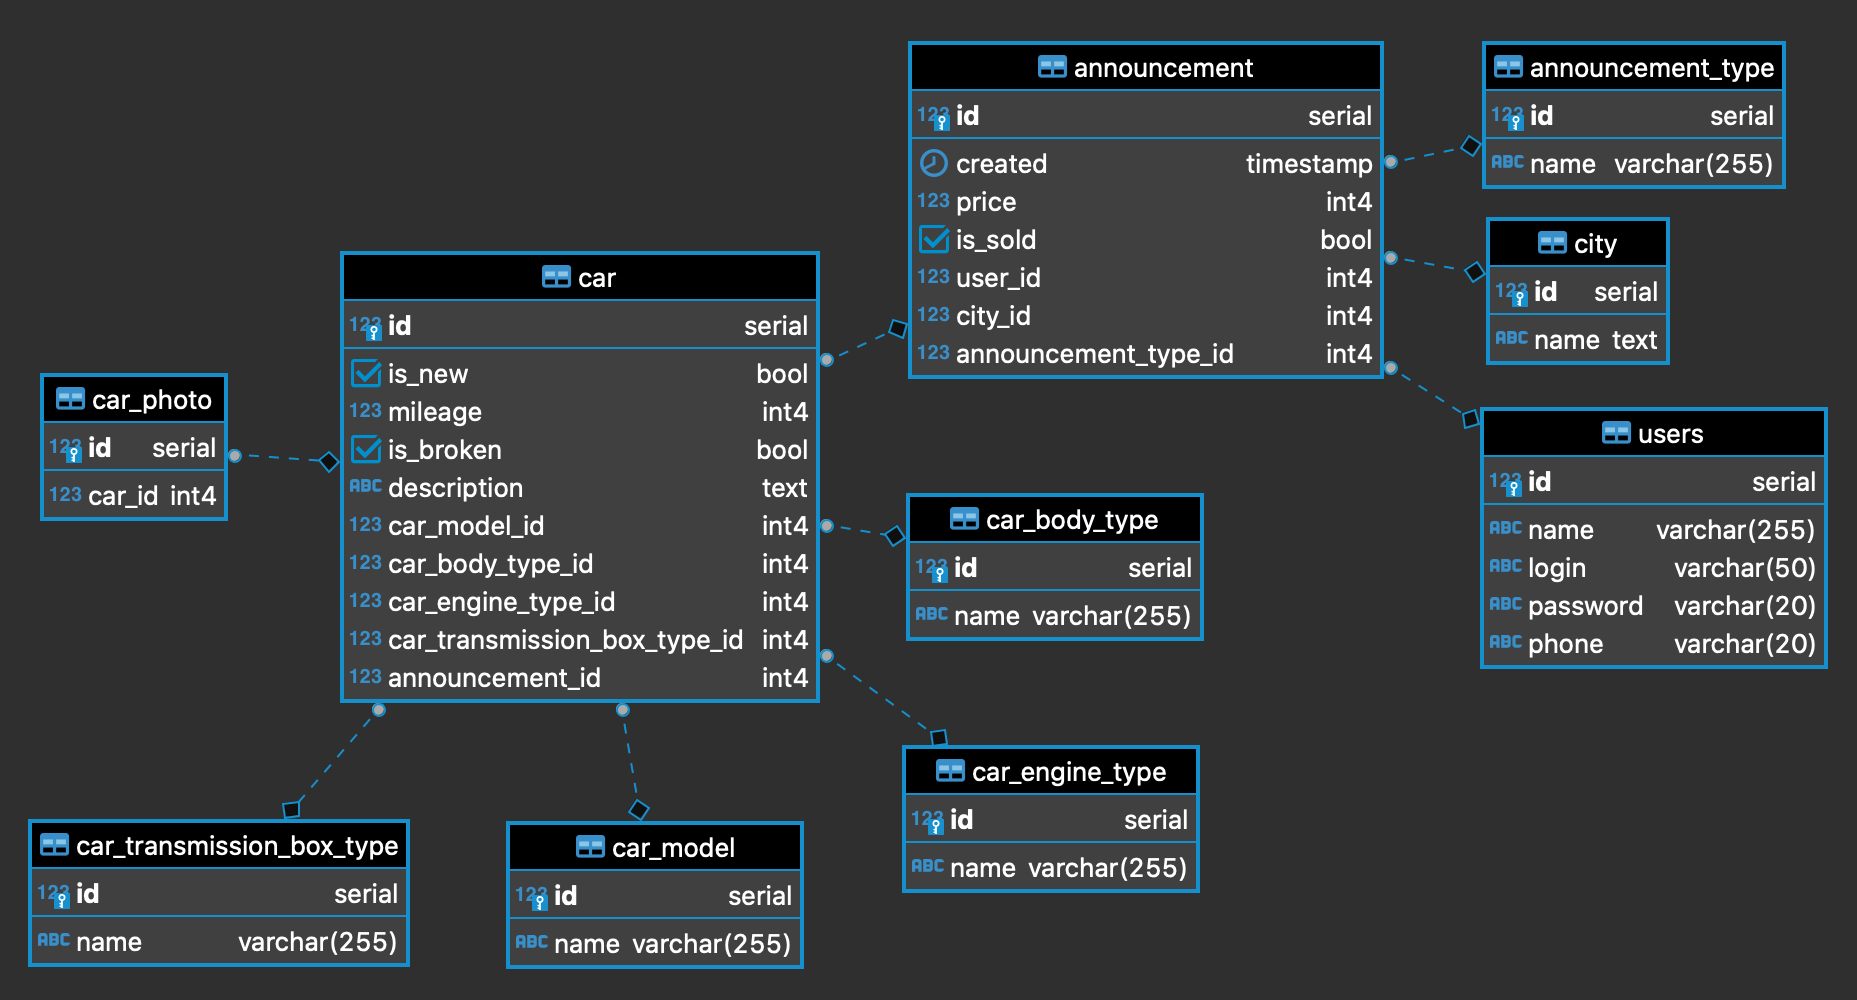 announcement
123 id serial
created timestamp
123 price int4
is_sold bool
123 user_id int4
123 city_id int4
123 announcement_type_id int4
announcement_type
123 id serial
ABC name varchar(255)
city
123 id serial
ABC name text
users
123 id serial
ABC name varchar(255)
ABC login varchar(50)
ABC password varchar(20)
ABC phone varchar(20)
car
123 id serial
is_new bool
123 mileage int4
is_broken bool
ABC description text
123 car_model_id int4
123 car_body_type_id int4
123 car_engine_type_id int4
123 car_transmission_box_type_id int4
123 announcement_id int4
car_photo
123 id serial
123 car_id int4
car_body_type
123 id serial
ABC name varchar(255)
car_engine_type
123 id serial
ABC name varchar(255)
car_transmission_box_type
123 id serial
ABC name varchar(255)
car_model
123 id serial
ABC name varchar(255)